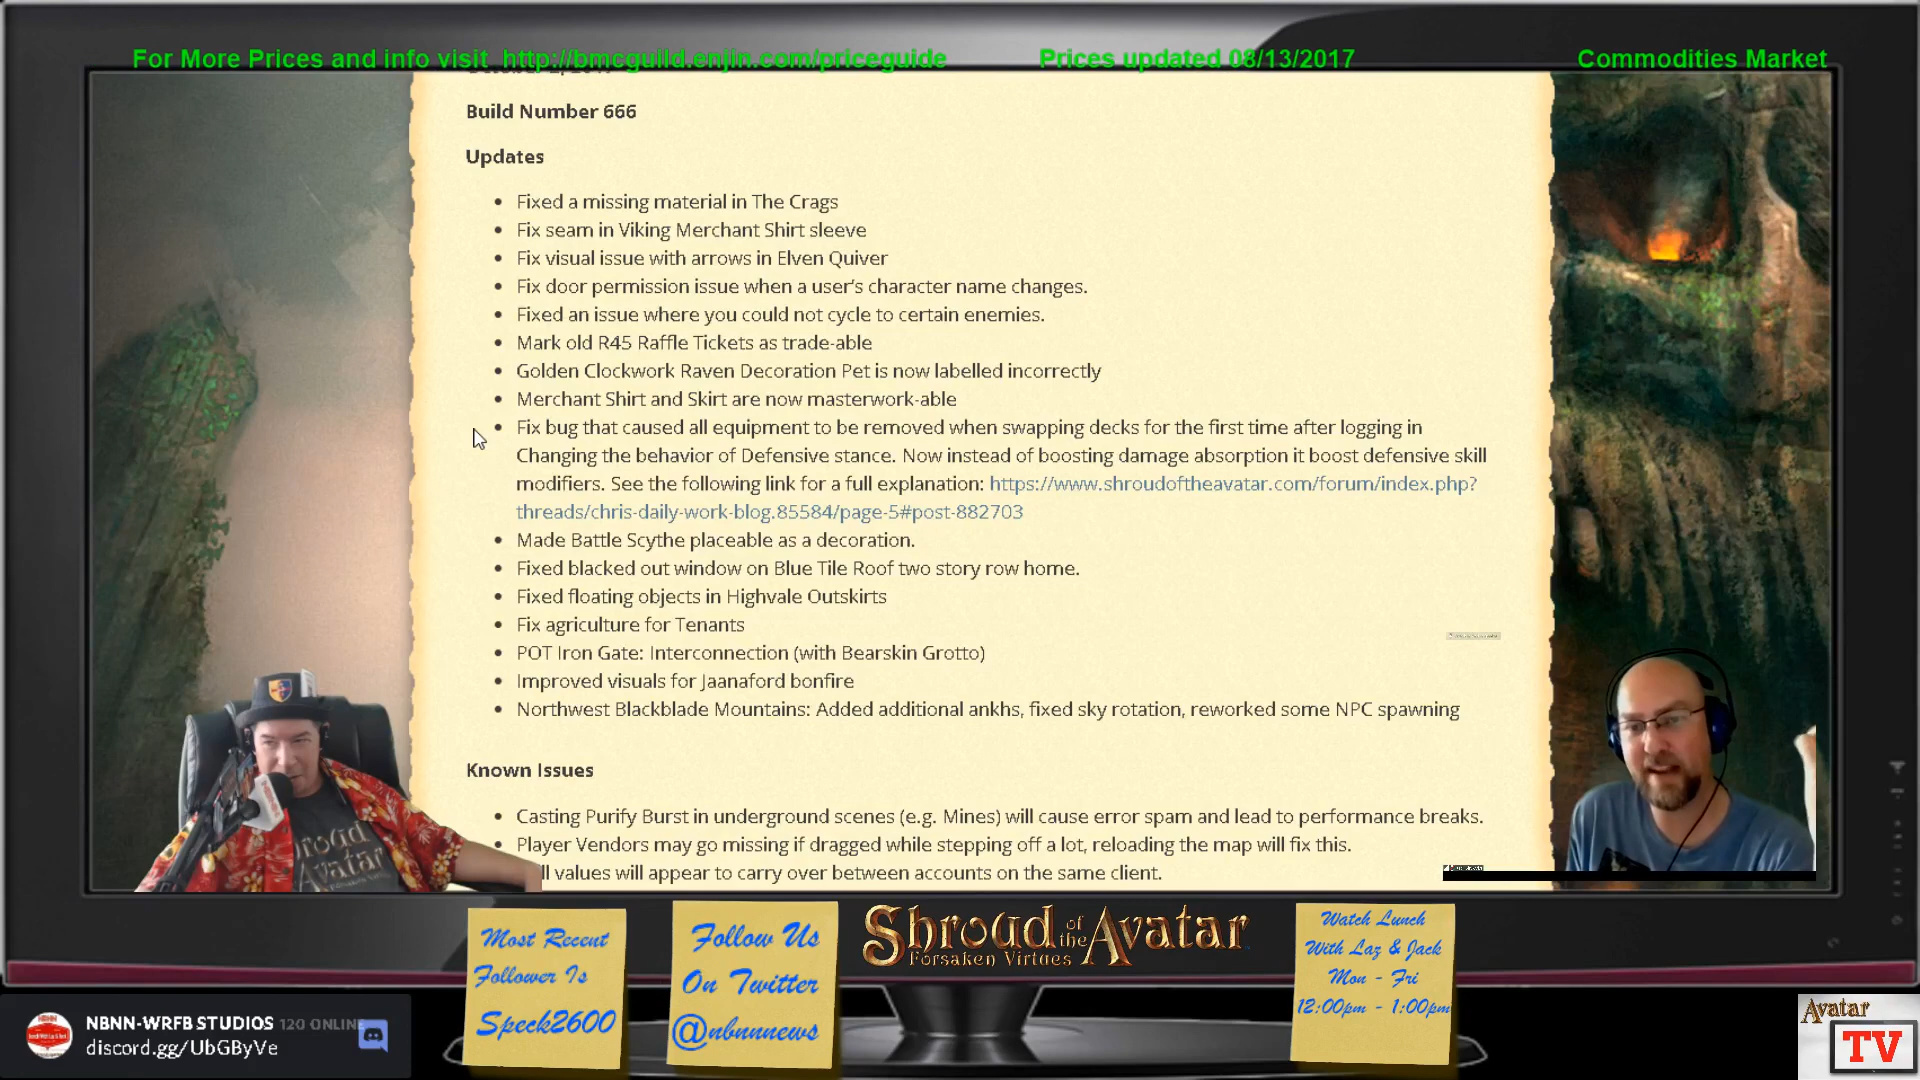 For More Prices and info visit http://bmcguild.enjin.com/priceguide Prices updated 08/13/2017 Commodities Market
Build Number 666
Updates
• Fixed a missing material in The Crags
• Fix seam in Viking Merchant Shirt sleeve
• Fix visual issue with arrows in Elven Quiver
• Fix door permission issue when a user's character name changes.
• Fixed an issue where you could not cycle to certain enemies.
• Mark old R45 Raffle Tickets as trade-able
• Golden Clockwork Raven Decoration Pet is now labelled incorrectly
• Merchant Shirt and Skirt are now masterwork-able
• Fix bug that caused all equipment to be removed when swapping decks for the first time after logging in
Changing the behavior of Defensive stance. Now instead of boosting damage absorption it boost defensive skill
modifiers. See the following link for a full explanation: https://www.shroudoftheavatar.com/forum/index.php?
threads/chris-daily-work-blog.85584/page-5#post-882703
• Made Battle Scythe placeable as a decoration.
• Fixed blacked out window on Blue Tile Roof two story row home.
• Fixed floating objects in Highvale Outskirts
• Fix agriculture for Tenants
• POT Iron Gate: Interconnection (with Bearskin Grotto)
• Improved visuals for Jaanaford bonfire
• Northwest Blackblade Mountains: Added additional ankhs, fixed sky rotation, reworked some NPC spawning
Known Issues
• Casting Purify Burst in underground scenes (e.g. Mines) will cause error spam and lead to performance breaks.
• Player Vendors may go missing if dragged while stepping off a lot, reloading the map will fix this.
values will appear to carry over between accounts on the same client.
Shroud
Avatar
Most Recent
Follower Is
Speck2600
Follow Us
On Twitter
@nbnnnews
Shroud of the Avatar
Forsaken Virtues
Watch Lunch
With Laz & Jack
Mon - Fri
12:00pm - 1:00pm
NBNN-WRFB STUDIOS 120 ONLINE
discord.gg/UbGByVe
Avatar
TV